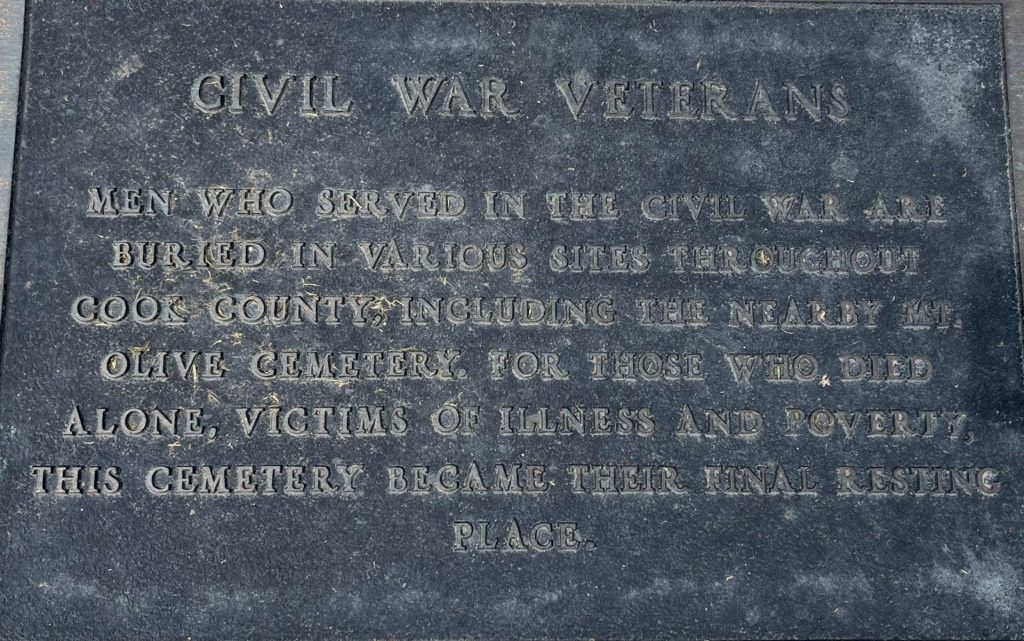 CIVIL WAR VETERANS
MEN WHO SERVED IN THE CIVIL WAR ARE
BURIED IN VARIOUS SITES THROUGHOUT
COOK COUNTY, INCLUDING THE NEARBY MT.
OLIVE CEMETERY. FOR THOSE WHO DIED
ALONE, VICTIMS OF ILLNESS AND POVERTY,
THIS CEMETERY BECAME THEIR FINAL RESTING
PLACE.